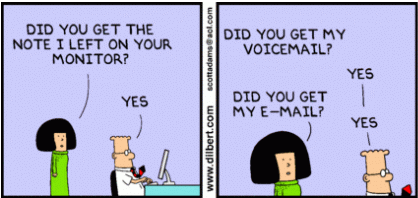 DID YOU GET THE
NOTE I LEFT ON YOUR
MONITOR?
YES
www.dilbert.com
scottadams@aol.com
DID YOU GET MY
VOICEMAIL?
YES
DID YOU GET
MY E-MAIL?
YES